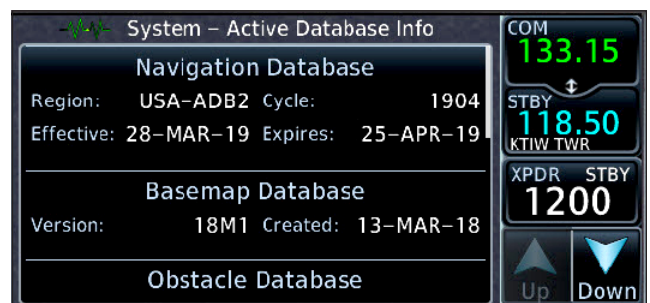 System – Active Database Info
Navigation Database
Region: USA–ADB2 Cycle: 1904
Effective: 28–MAR–19 Expires: 25–APR–19
Basemap Database
Version: 18M1 Created: 13–MAR–18
Obstacle Database
COM
133.15
STBY
118.50
KTIW TWR
XPDR STBY
1200
Up Down